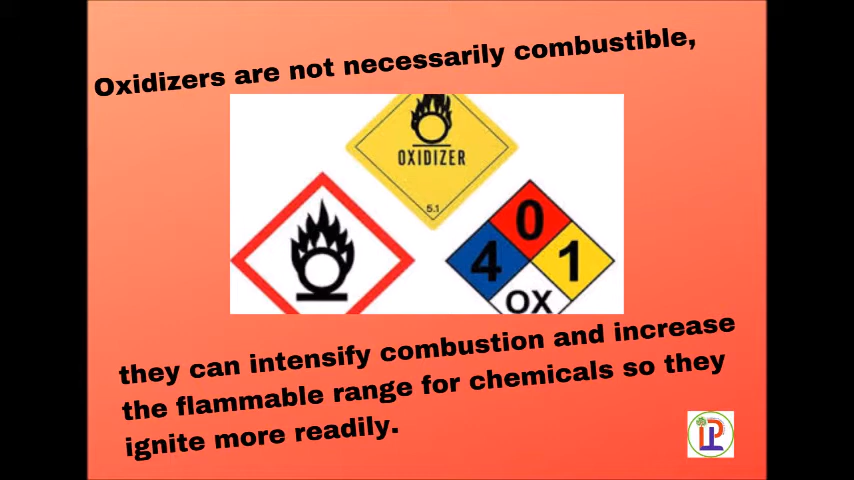 Oxidizers are not necessarily combustible,
OXIDIZER
5.1
0
4 1
OX
they can intensify combustion and increase
the flammable range for chemicals so they
ignite more readily.